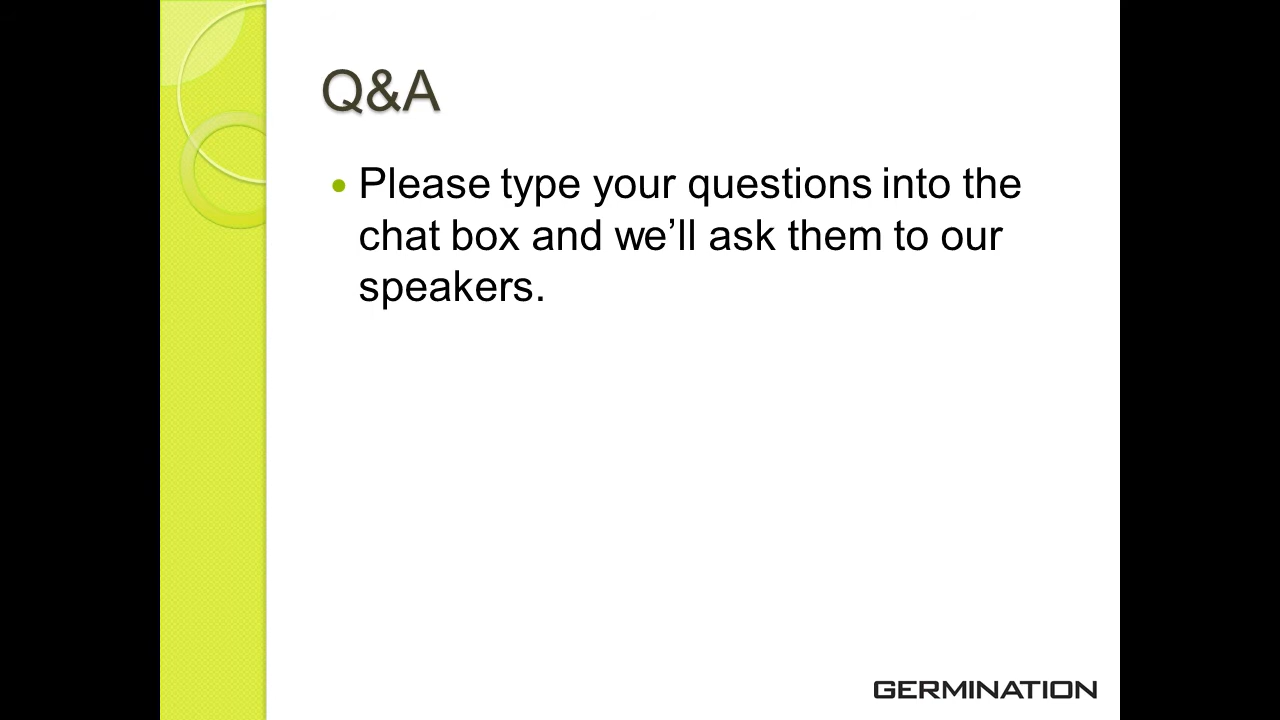 Q&A
• Please type your questions into the
chat box and we’ll ask them to our
speakers.
GERMINATION